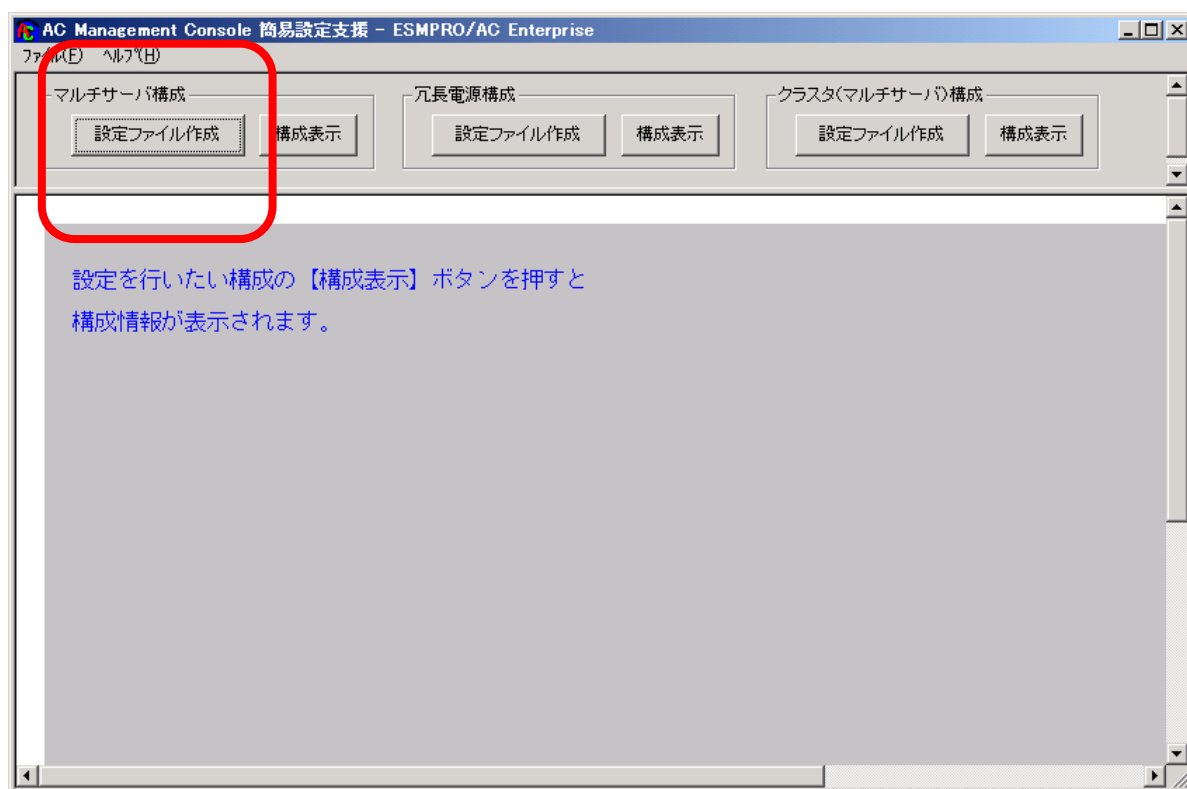 AC Management Console 簡易設定支援 - ESMPRO/AC Enterprise
ファイル(F) ヘルプ(H)
マルチサーバ構成 冗長電源構成 クラスタ(マルチサーバ)構成
設定ファイル作成 構成表示 設定ファイル作成 構成表示 設定ファイル作成 構成表示
設定を行いたい構成の【構成表示】ボタンを押すと
構成情報が表示されます。